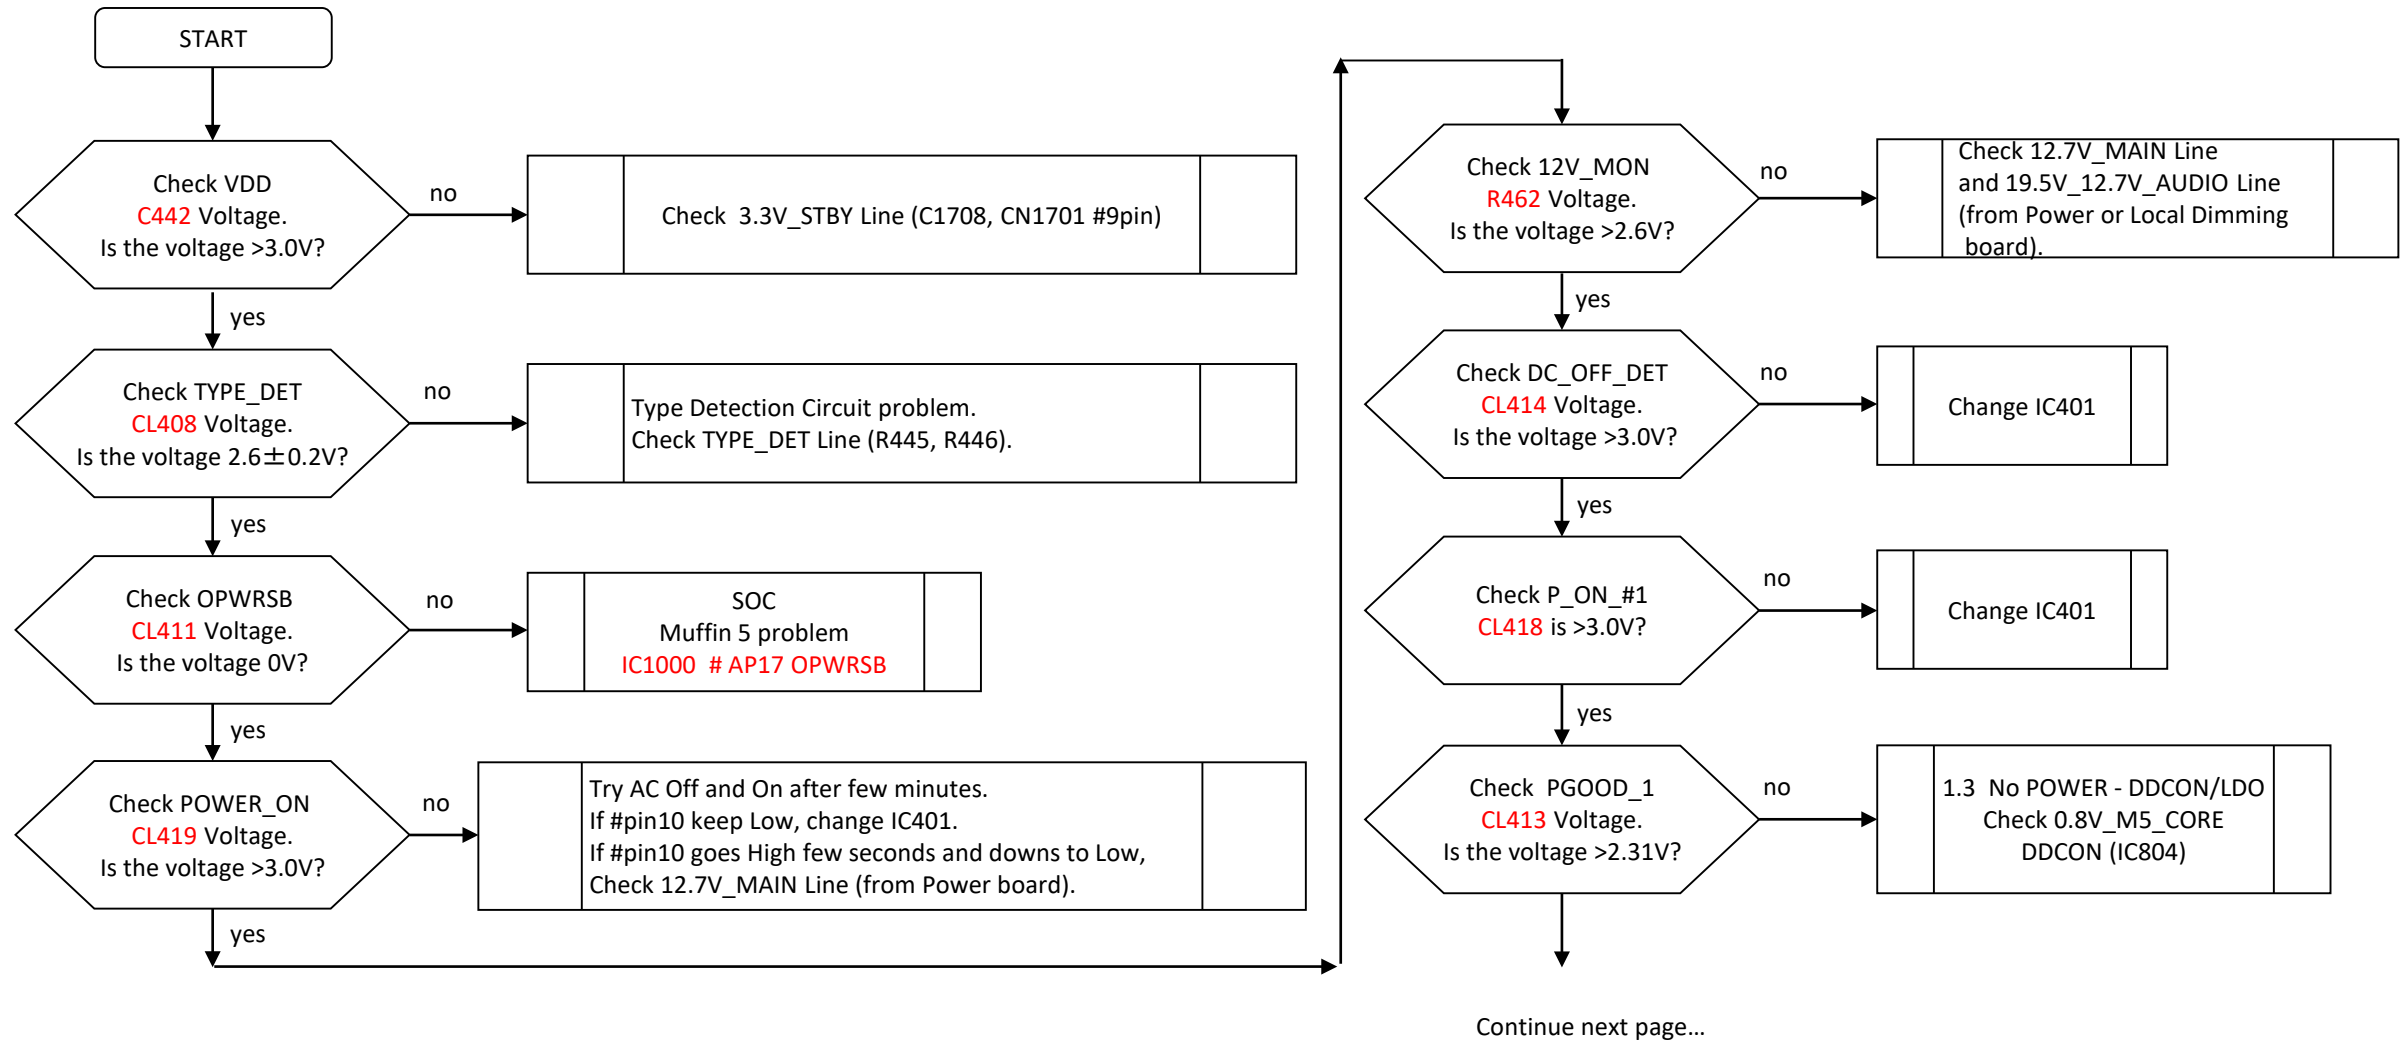 START
Check VDD
C442 Voltage.
Is the voltage >3.0V?
no
Check  3.3V_STBY Line (C1708, CN1701 #9pin)
yes
Check TYPE_DET
CL408 Voltage.
Is the voltage 2.6±0.2V?
no
Type Detection Circuit problem.
Check TYPE_DET Line (R445, R446).
yes
Check OPWRSB
CL411 Voltage.
Is the voltage 0V?
no
SOC
Muffin 5 problem
IC1000  # AP17 OPWRSB
yes
Check POWER_ON
CL419 Voltage.
Is the voltage >3.0V?
no
Try AC Off and On after few minutes.
If #pin10 keep Low, change IC401.
If #pin10 goes High few seconds and downs to Low,
Check 12.7V_MAIN Line (from Power board).
yes
Check 12V_MON
R462 Voltage.
Is the voltage >2.6V?
no
Check 12.7V_MAIN Line
and 19.5V_12.7V_AUDIO Line
(from Power or Local Dimming
board).
yes
Check DC_OFF_DET
CL414 Voltage.
Is the voltage >3.0V?
no
Change IC401
yes
Check P_ON_#1
CL418 is >3.0V?
no
Change IC401
yes
Check  PGOOD_1
CL413 Voltage.
Is the voltage >2.31V?
no
1.3  No POWER - DDCON/LDO
Check 0.8V_M5_CORE
DDCON (IC804)
Continue next page…